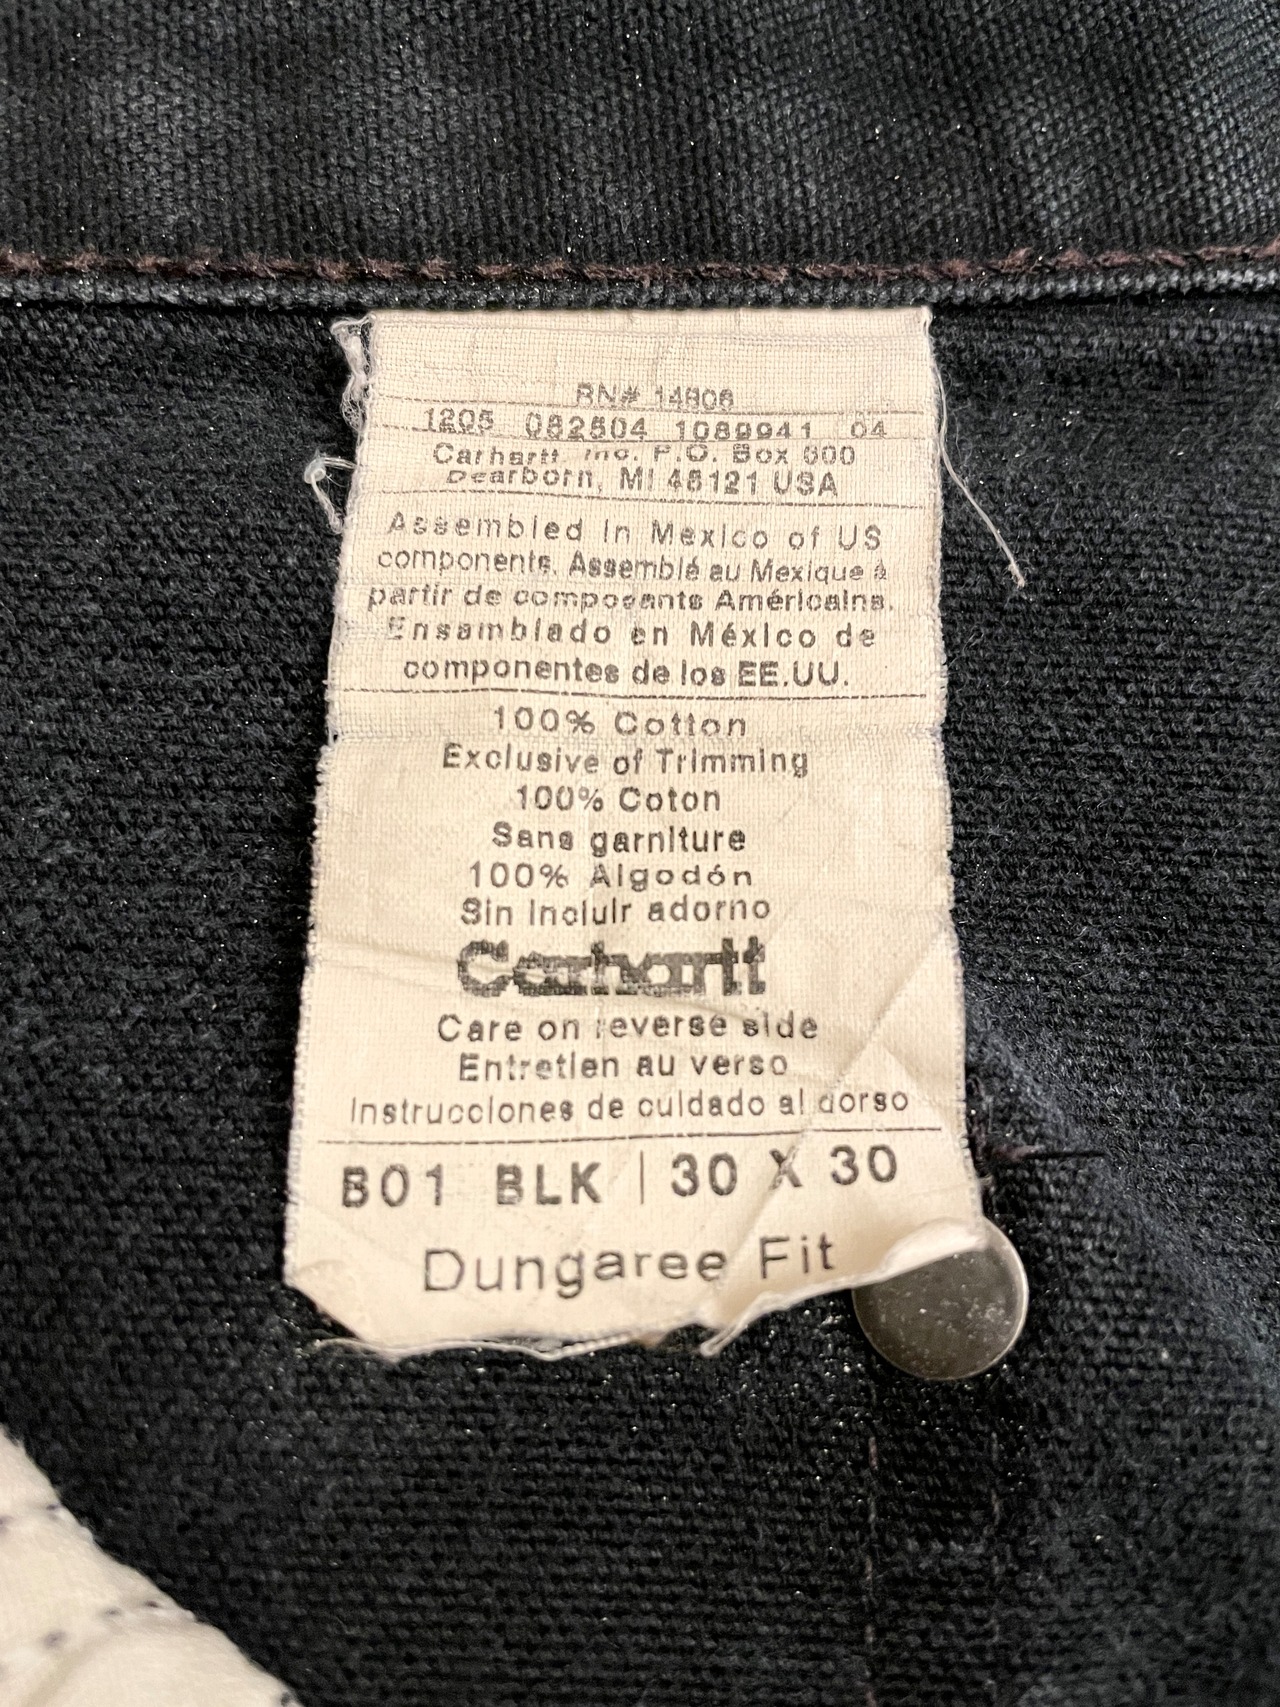 RN# 14806
1205 082504 1089941 04
Carhartt Inc. P.O. Box 600
Dearborn, MI 48121 USA
Assembled in Mexico of US
components. Assemblé au Mexique à
partir de composants Américains.
Ensamblado en México de
componentes de los EE.UU.
100% Cotton
Exclusive of Trimming
100% Coton
Sans garniture
100% Algodón
Sin incluir adorno
Carhartt
Care on reverse side
Entretien au verso
Instrucciones de cuidado al dorso
B01 BLK | 30 X 30
Dungaree Fit